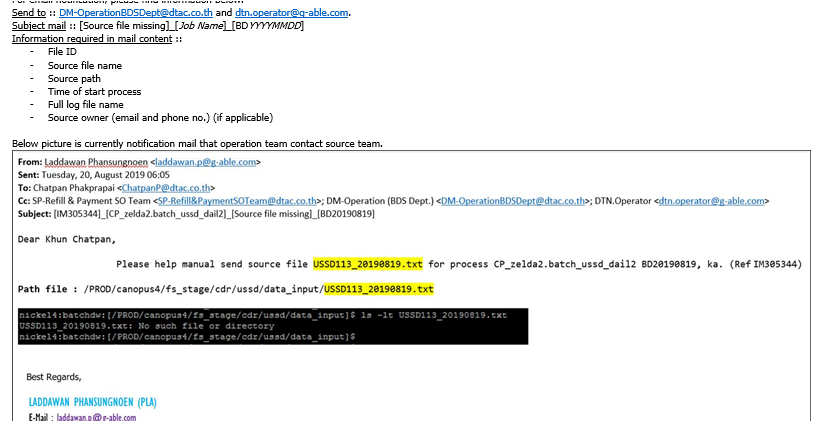 For email notification, please find information below.
Send to :: DM-OperationBDSDept@dtac.co.th and dtn.operator@g-able.com.
Subject mail :: [Source file missing]_[Job Name]_[BDYYYYMMDD]
Information required in mail content ::
- File ID
- Source file name
- Source path
- Time of start process
- Full log file name
- Source owner (email and phone no.) (if applicable)
Below picture is currently notification mail that operation team contact source team.
From: Laddawan Phansungnoen <laddawan.p@g-able.com>
Sent: Tuesday, 20, August 2019 06:05
To: Chatpan Phakprapai <ChatpanP@dtac.co.th>
Cc: SP-Refill & Payment SO Team <SP-Refill&PaymentSOTeam@dtac.co.th>; DM-Operation (BDS Dept.) <DM-OperationBDSDept@dtac.co.th>; DTN.Operator <dtn.operator@g-able.com>
Subject: [IM305344]_[CP_zelda2.batch_ussd_dail2]_[Source file missing]_[BD20190819]
Dear Khun Chatpan,
Please help manual send source file USSD113_20190819.txt for process CP_zelda2.batch_ussd_dail2 BD20190819, ka. (Ref IM305344)
Path file : /PROD/canopus4/fs_stage/cdr/ussd/data_input/USSD113_20190819.txt
nickel4:batchdw:[/PROD/canopus4/fs_stage/cdr/ussd/data_input]$ ls -lt USSD113_20190819.txt
USSD113_20190819.txt: No such file or directory
nickel4:batchdw:[/PROD/canopus4/fs_stage/cdr/ussd/data_input]$
Best Regards,
LADDAWAN PHANSUNGNOEN (PLA)
E-Mail : laddawan.p@g-able.com